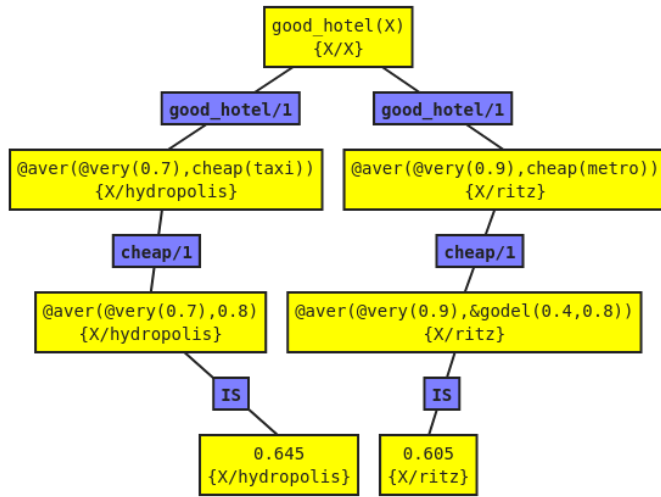 good_hotel(X)
{X/X}
good_hotel/1
good_hotel/1
@aver(@very(0.7),cheap(taxi))
{X/hydropolis}
@aver(@very(0.9),cheap(metro))
{X/ritz}
cheap/1
cheap/1
@aver(@very(0.7),0.8)
{X/hydropolis}
@aver(@very(0.9),&godel(0.4,0.8))
{X/ritz}
IS
IS
0.645
{X/hydropolis}
0.605
{X/ritz}